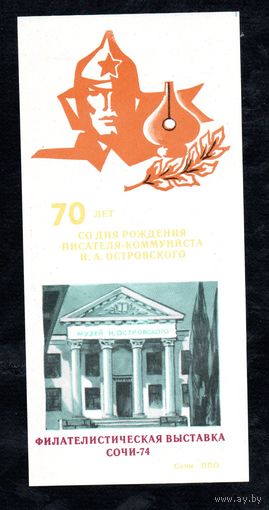 70 ЛЕТ
СО ДНЯ РОЖДЕНИЯ
ПИСАТЕЛЯ-КОММУНИСТА
Н. А. ОСТРОВСКОГО
МУЗЕЙ Н. ОСТРОВСКОГО
ФИЛАТЕЛИСТИЧЕСКАЯ ВЫСТАВКА
СОЧИ-74
Сочи ППО
www.ay.by